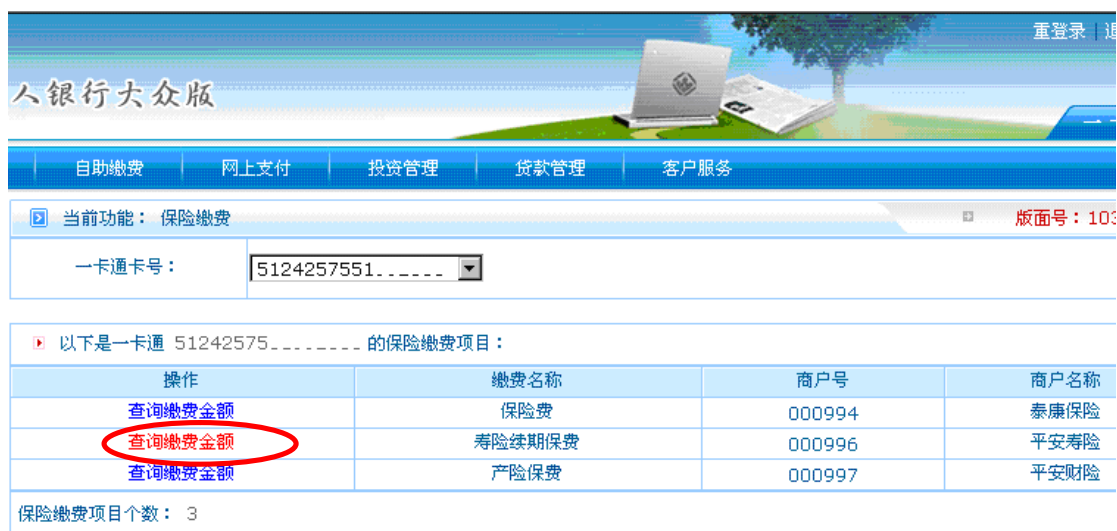 重登录 |
人银行大众版
自助缴费 网上支付 投资管理 贷款管理 客户服务
当前功能： 保险缴费 版面号：103
一卡通卡号： 5124257551_ _ _ _ _ _
以下是一卡通 51242575_ _ _ _ _ _ _ _ 的保险缴费项目：
操作 缴费名称 商户号 商户名称
查询缴费金额 保险费 000994 泰康保险
查询缴费金额 寿险续期保费 000996 平安寿险
查询缴费金额 产险保费 000997 平安财险
保险缴费项目个数： 3